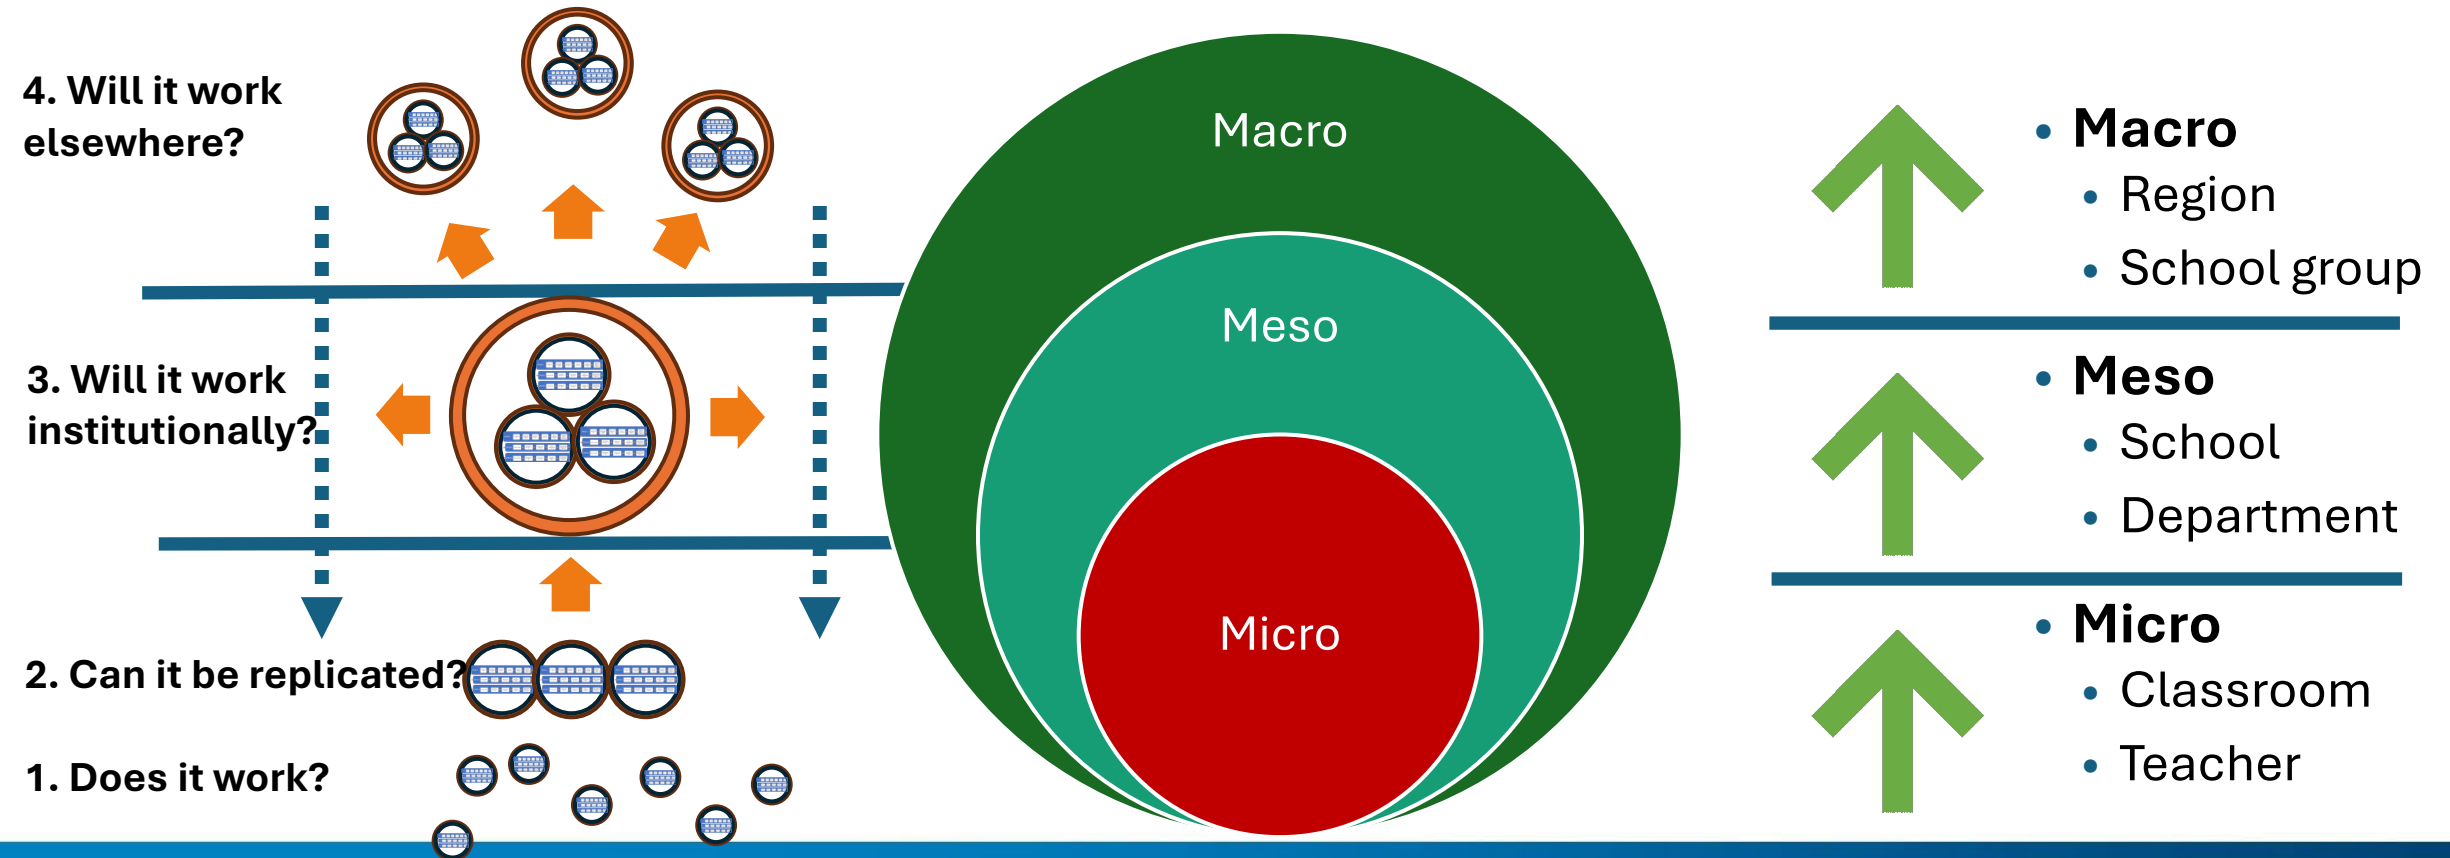 4. Will it work
elsewhere?
3. Will it work
institutionally?
2. Can it be replicated?
1. Does it work?
Macro
Meso
Micro
• Macro
• Region
• School group
• Meso
• School
• Department
• Micro
• Classroom
• Teacher